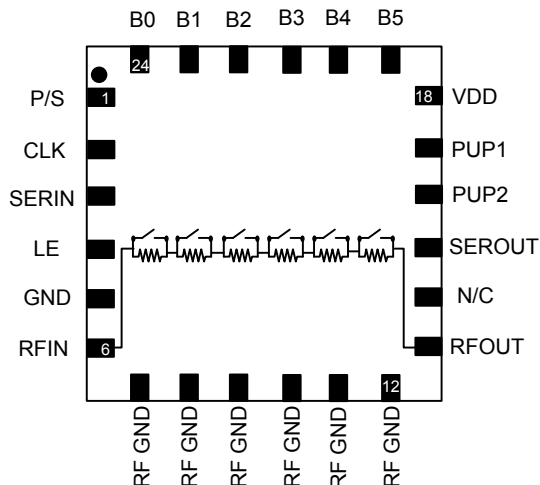 B0 B1 B2 B3 B4 B5
24
P/S 1 18 VDD
CLK PUP1
SERIN PUP2
LE SEROUT
GND N/C
RFIN 6 RFOUT
12
RF GND RF GND RF GND RF GND RF GND RF GND